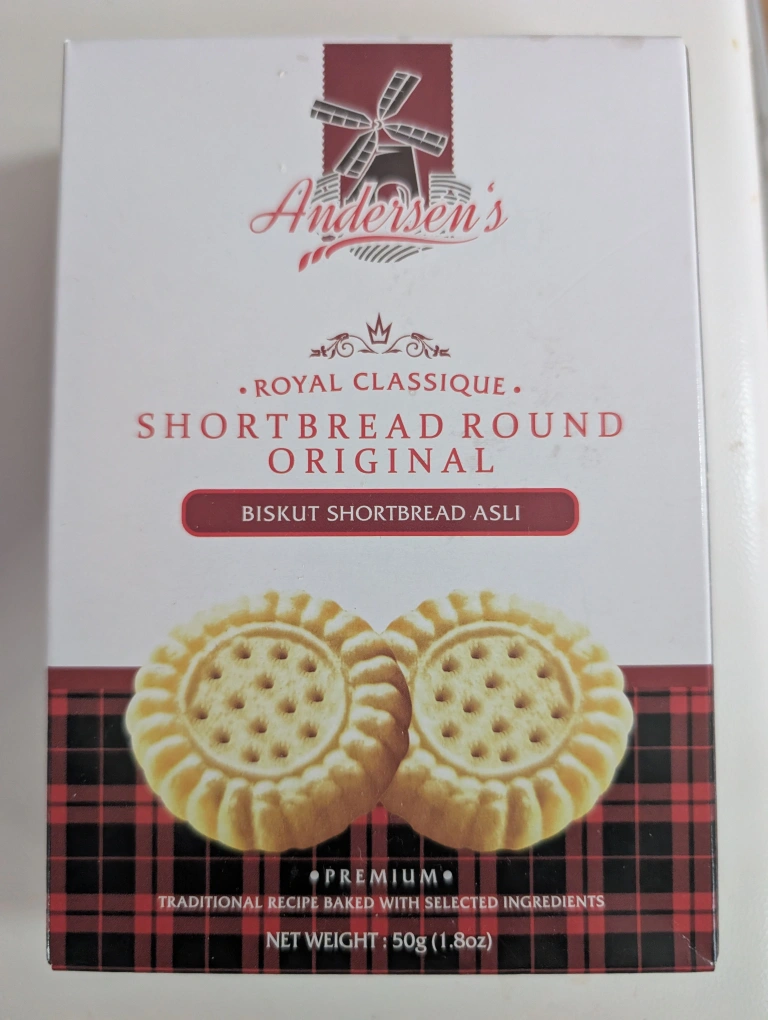 Andersen's
• ROYAL CLASSIQUE •
SHORTBREAD ROUND
ORIGINAL
BISKUT SHORTBREAD ASLI
• PREMIUM •
TRADITIONAL RECIPE BAKED WITH SELECTED INGREDIENTS
NET WEIGHT : 50g (1.8oz)